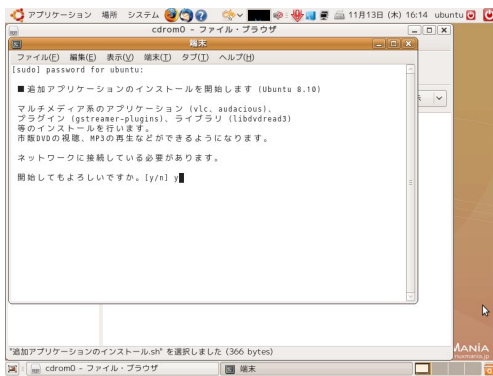 アプリケーション 場所 システム 11月13日 (木) 16:14 ubuntu
cdrom0 - ファイル・ブラウザ
端末
ファイル(F) 編集(E) 表示(V) 端末(T) タブ(T) ヘルプ(H)
[sudo] password for ubuntu:
■追加アプリケーションのインストールを開始します (Ubuntu 8.10)
マルチメディア系のアプリケーション (vlc、audacious)、
プラグイン (gstreamer-plugins)、ライブラリ (libdvdread3)
等のインストールを行います。
市販DVDの視聴、MP3の再生などができるようになります。
ネットワークに接続している必要があります。
開始してもよろしいですか。[y/n] y
"追加アプリケーションのインストール.sh" を選択しました (366 bytes)
cdrom0 - ファイル・ブラウザ 端末